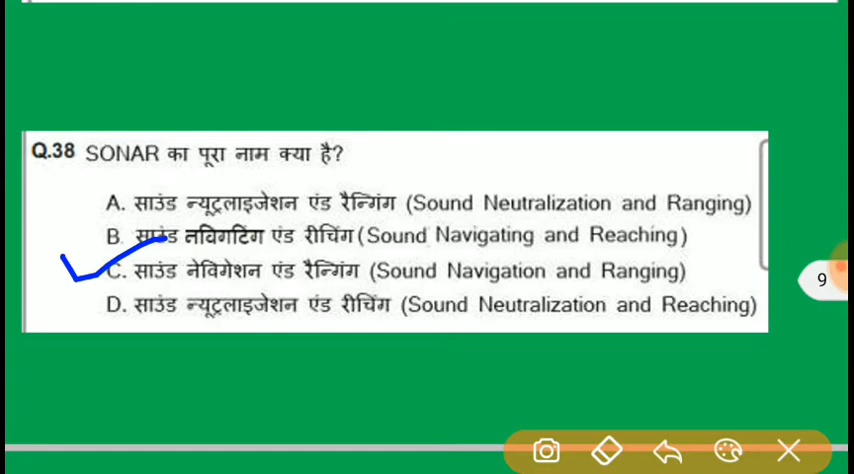 Q.38 SONAR का पूरा नाम क्या है?
A. साउंड न्यूट्रलाइजेशन एंड रैन्गिंग (Sound Neutralization and Ranging)
B. साउंड नविगटिंग एंड रीचिंग (Sound Navigating and Reaching)
C. साउंड नेविगेशन एंड रैन्गिंग (Sound Navigation and Ranging)
9
D. साउंड न्यूट्रलाइजेशन एंड रीचिंग (Sound Neutralization and Reaching)